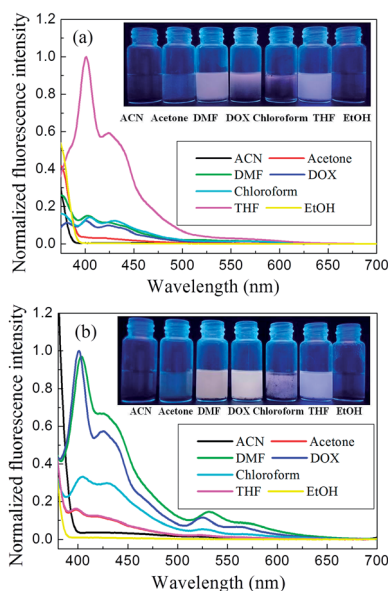 (a)
ACN Acetone DMF DOX Chloroform THF EtOH
ACN Acetone
DMF DOX
Chloroform
THF EtOH
Normalized fluorescence intensity
1.2
1.0
0.8
0.6
0.4
0.2
0.0
400 450 500 550 600 650 700
Wavelength (nm)
(b)
ACN Acetone DMF DOX Chloroform THF EtOH
ACN Acetone
DMF DOX
Chloroform
THF EtOH
Normalized fluorescence intensity
1.2
1.0
0.8
0.6
0.4
0.2
0.0
400 450 500 550 600 650 700
Wavelength (nm)